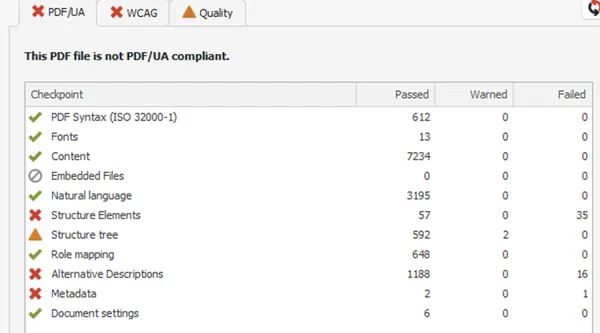 PDF/UA WCAG Quality
This PDF file is not PDF/UA compliant.
Checkpoint Passed Warned Failed
PDF Syntax (ISO 32000-1) 612 0 0
Fonts 13 0 0
Content 7234 0 0
Embedded Files 0 0 0
Natural language 3195 0 0
Structure Elements 57 0 35
Structure tree 592 2 0
Role mapping 648 0 0
Alternative Descriptions 1188 0 16
Metadata 2 0 1
Document settings 6 0 0